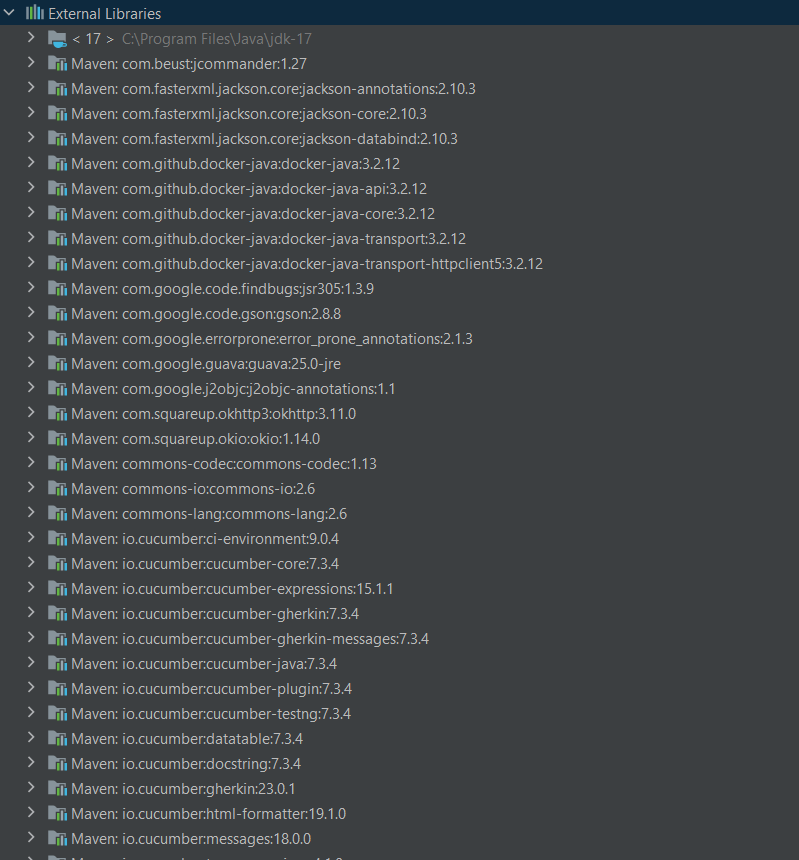 External Libraries
< 17 > C:\Program Files\Java\jdk-17
Maven: com.beust:jcommander:1.27
Maven: com.fasterxml.jackson.core:jackson-annotations:2.10.3
Maven: com.fasterxml.jackson.core:jackson-core:2.10.3
Maven: com.fasterxml.jackson.core:jackson-databind:2.10.3
Maven: com.github.docker-java:docker-java:3.2.12
Maven: com.github.docker-java:docker-java-api:3.2.12
Maven: com.github.docker-java:docker-java-core:3.2.12
Maven: com.github.docker-java:docker-java-transport:3.2.12
Maven: com.github.docker-java:docker-java-transport-httpclient5:3.2.12
Maven: com.google.code.findbugs:jsr305:1.3.9
Maven: com.google.code.gson:gson:2.8.8
Maven: com.google.errorprone:error_prone_annotations:2.1.3
Maven: com.google.guava:guava:25.0-jre
Maven: com.google.j2objc:j2objc-annotations:1.1
Maven: com.squareup.okhttp3:okhttp:3.11.0
Maven: com.squareup.okio:okio:1.14.0
Maven: commons-codec:commons-codec:1.13
Maven: commons-io:commons-io:2.6
Maven: commons-lang:commons-lang:2.6
Maven: io.cucumber:ci-environment:9.0.4
Maven: io.cucumber:cucumber-core:7.3.4
Maven: io.cucumber:cucumber-expressions:15.1.1
Maven: io.cucumber:cucumber-gherkin:7.3.4
Maven: io.cucumber:cucumber-gherkin-messages:7.3.4
Maven: io.cucumber:cucumber-java:7.3.4
Maven: io.cucumber:cucumber-plugin:7.3.4
Maven: io.cucumber:cucumber-testng:7.3.4
Maven: io.cucumber:datatable:7.3.4
Maven: io.cucumber:docstring:7.3.4
Maven: io.cucumber:gherkin:23.0.1
Maven: io.cucumber:html-formatter:19.1.0
Maven: io.cucumber:messages:18.0.0